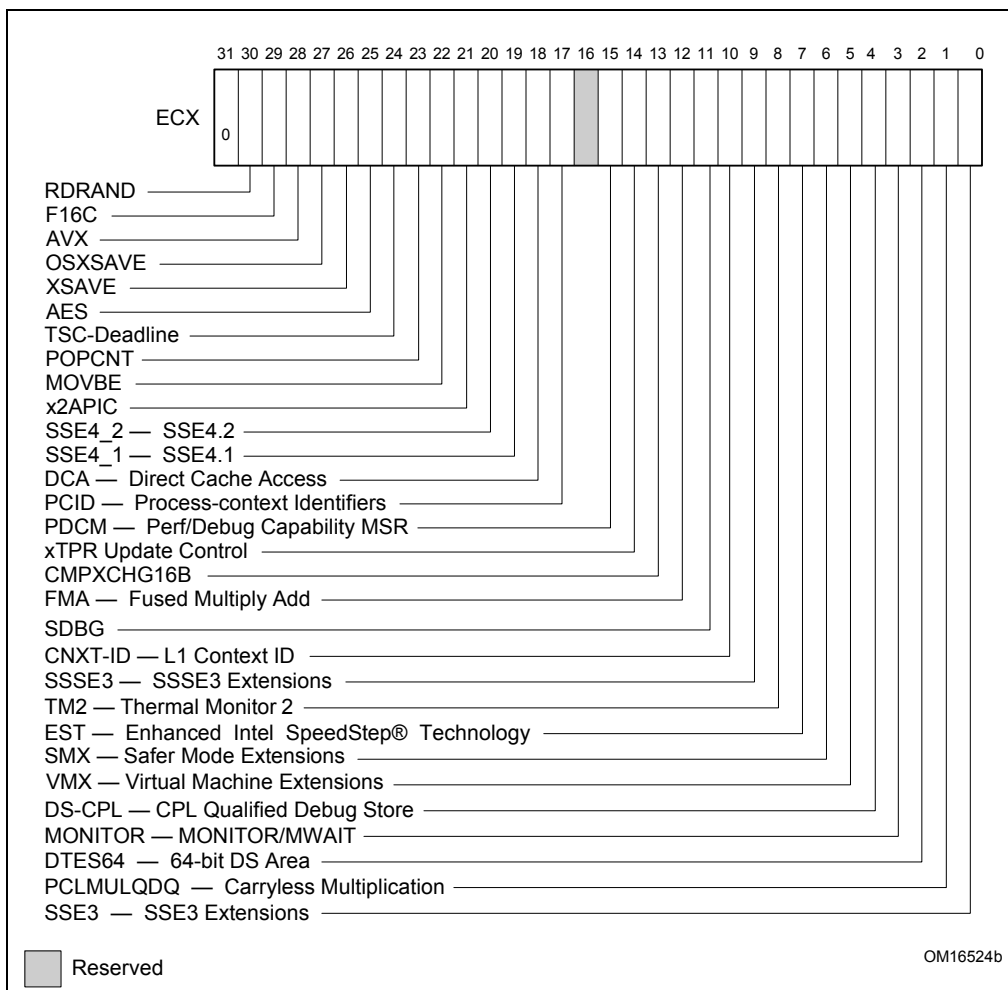 31 30 29 28 27 26 25 24 23 22 21 20 19 18 17 16 15 14 13 12 11 10 9 8 7 6 5 4 3 2 1 0
ECX
0
RDRAND
F16C
AVX
OSXSAVE
XSAVE
AES
TSC-Deadline
POPCNT
MOVBE
x2APIC
SSE4_2 — SSE4.2
SSE4_1 — SSE4.1
DCA — Direct Cache Access
PCID — Process-context Identifiers
PDCM — Perf/Debug Capability MSR
xTPR Update Control
CMPXCHG16B
FMA — Fused Multiply Add
SDBG
CNXT-ID — L1 Context ID
SSSE3 — SSSE3 Extensions
TM2 — Thermal Monitor 2
EST — Enhanced Intel SpeedStep® Technology
SMX — Safer Mode Extensions
VMX — Virtual Machine Extensions
DS-CPL — CPL Qualified Debug Store
MONITOR — MONITOR/MWAIT
DTES64 — 64-bit DS Area
PCLMULQDQ — Carryless Multiplication
SSE3 — SSE3 Extensions
Reserved
OM16524b